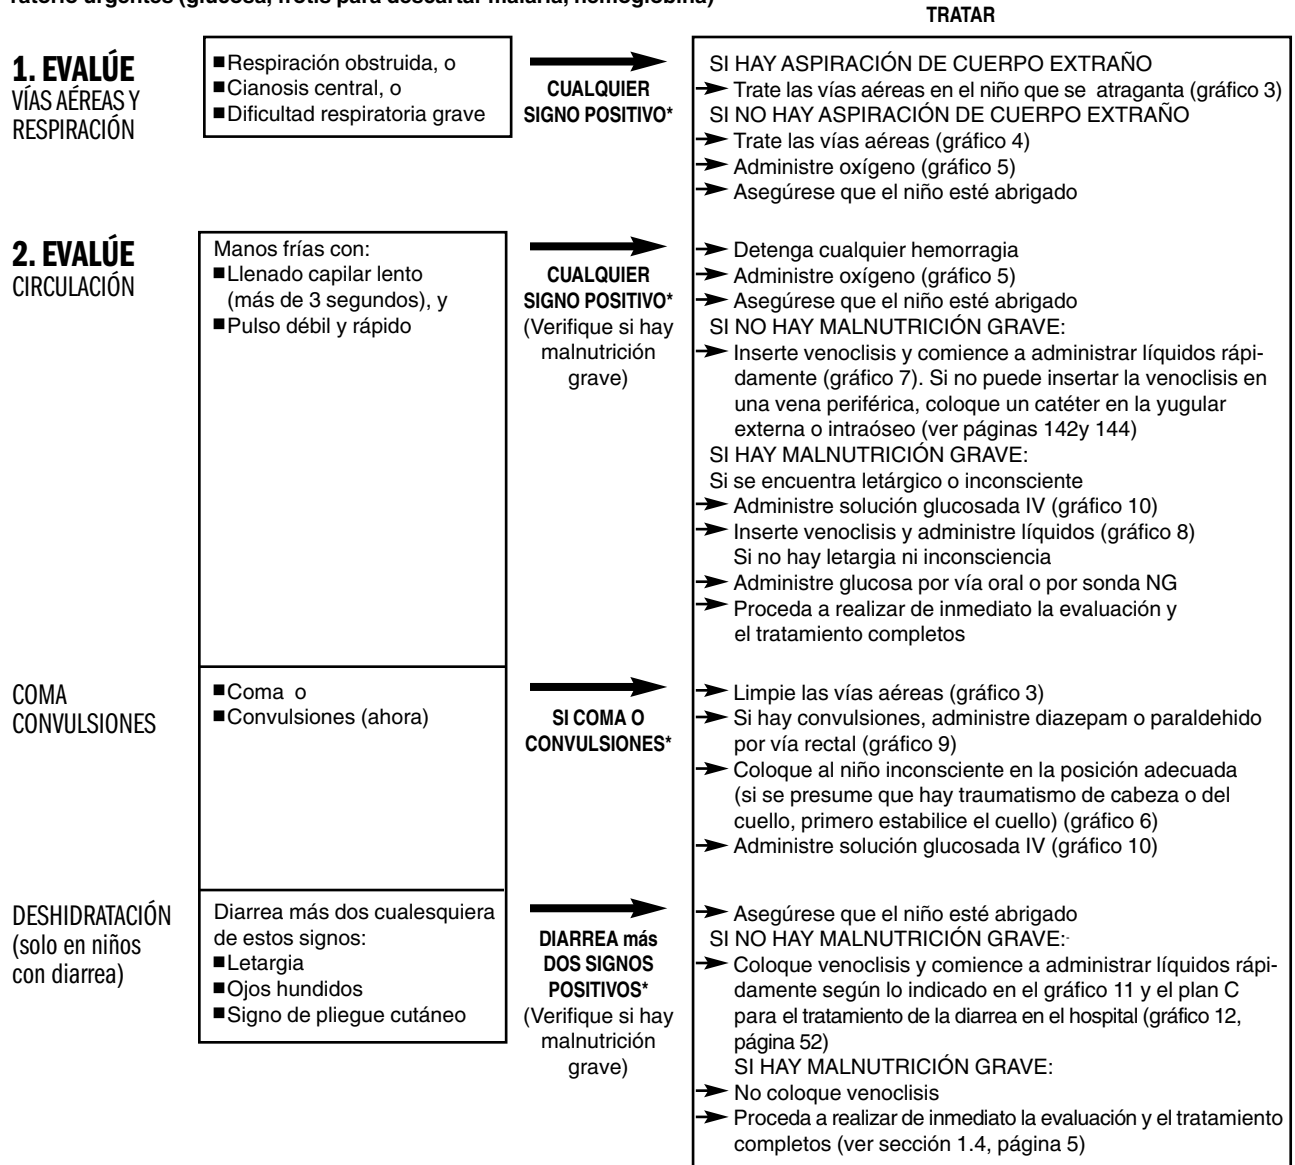 ratorio urgentes (glucosa, frotis para descartar malaria, hemoglobina)
TRATAR
1. EVALÚE
VÍAS AÉREAS Y
RESPIRACIÓN
■Respiración obstruida, o
■Cianosis central, o
■Dificultad respiratoria grave
CUALQUIER
SIGNO POSITIVO*
SI HAY ASPIRACIÓN DE CUERPO EXTRAÑO
Trate las vías aéreas en el niño que se atraganta (gráfico 3)
SI NO HAY ASPIRACIÓN DE CUERPO EXTRAÑO
Trate las vías aéreas (gráfico 4)
Administre oxígeno (gráfico 5)
Asegúrese que el niño esté abrigado
2. EVALÚE
CIRCULACIÓN
Manos frías con:
■Llenado capilar lento
(más de 3 segundos), y
■Pulso débil y rápido
CUALQUIER
SIGNO POSITIVO*
(Verifique si hay
malnutrición
grave)
Detenga cualquier hemorragia
Administre oxígeno (gráfico 5)
Asegúrese que el niño esté abrigado
SI NO HAY MALNUTRICIÓN GRAVE:
Inserte venoclisis y comience a administrar líquidos rápi-
damente (gráfico 7). Si no puede insertar la venoclisis en
una vena periférica, coloque un catéter en la yugular
externa o intraóseo (ver páginas 142y 144)
SI HAY MALNUTRICIÓN GRAVE:
Si se encuentra letárgico o inconsciente
Administre solución glucosada IV (gráfico 10)
Inserte venoclisis y administre líquidos (gráfico 8)
Si no hay letargia ni inconsciencia
Administre glucosa por vía oral o por sonda NG
Proceda a realizar de inmediato la evaluación y
el tratamiento completos
COMA
CONVULSIONES
■Coma o
■Convulsiones (ahora)
SI COMA O
CONVULSIONES*
Limpie las vías aéreas (gráfico 3)
Si hay convulsiones, administre diazepam o paraldehido
por vía rectal (gráfico 9)
Coloque al niño inconsciente en la posición adecuada
(si se presume que hay traumatismo de cabeza o del
cuello, primero estabilice el cuello) (gráfico 6)
Administre solución glucosada IV (gráfico 10)
DESHIDRATACIÓN
(solo en niños
con diarrea)
Diarrea más dos cualesquiera
de estos signos:
■Letargia
■Ojos hundidos
■Signo de pliegue cutáneo
DIARREA más
DOS SIGNOS
POSITIVOS*
(Verifique si hay
malnutrición
grave)
Asegúrese que el niño esté abrigado
SI NO HAY MALNUTRICIÓN GRAVE:
Coloque venoclisis y comience a administrar líquidos rápi-
damente según lo indicado en el gráfico 11 y el plan C
para el tratamiento de la diarrea en el hospital (gráfico 12,
página 52)
SI HAY MALNUTRICIÓN GRAVE:
No coloque venoclisis
Proceda a realizar de inmediato la evaluación y el tratamiento
completos (ver sección 1.4, página 5)